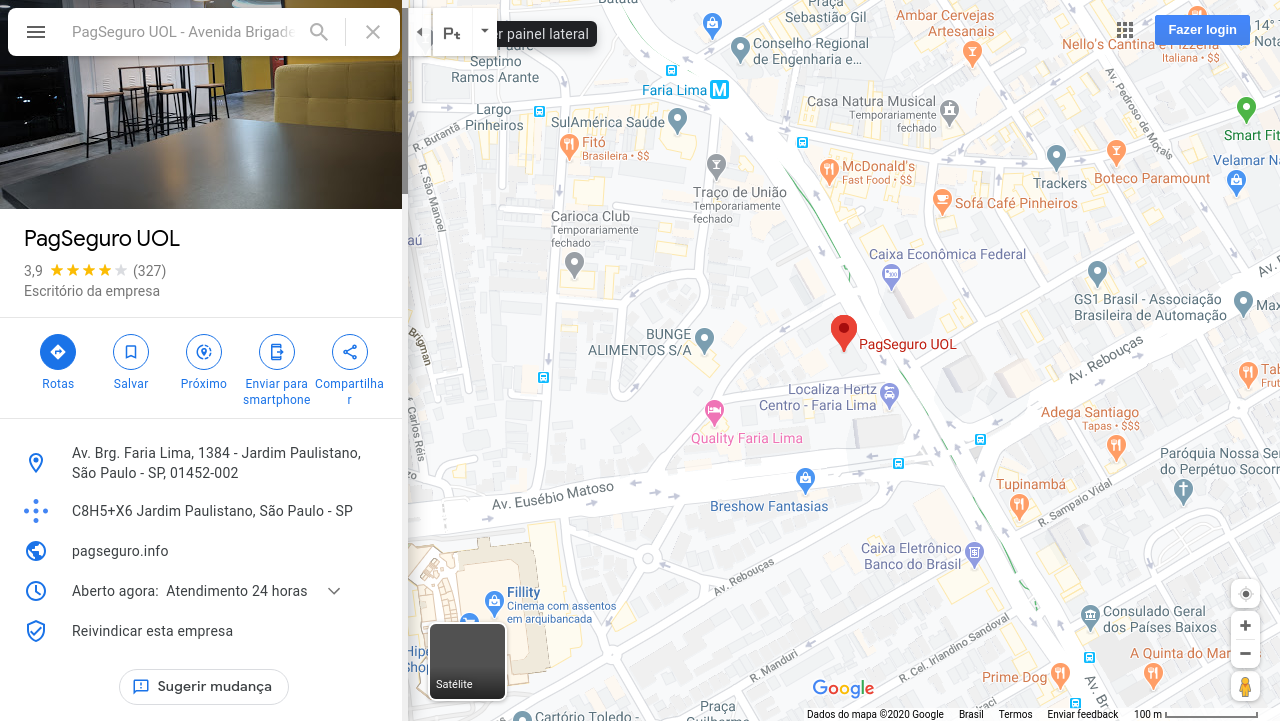 PagSeguro UOL - Avenida Brigade
PagSeguro UOL
3,9
(327)
Escritório da empresa
Rotas
Salvar
Próximo
Enviar para
smartphone
Compartilha
r
Av. Brg. Faria Lima, 1384 - Jardim Paulistano,
São Paulo - SP, 01452-002
C8H5+X6 Jardim Paulistano, São Paulo - SP
pagseguro.info
Aberto agora: Atendimento 24 horas
Reivindicar esta empresa
Sugerir mudança
er painel lateral
Fazer login
14°
Praça
Sebastião Gil
Ambar Cervejas
Artesanais
Nello's Cantina e Pizzeria
Italiana • $$
Conselho Regional
de Engenharia e...
Septimo
Ramos Arante
Faria Lima
M
Largo
Pinheiros
SulAmérica Saúde
Casa Natura Musical
Temporariamente
fechado
Av. Pedroso de Morais
Smart Fit
R. Butantã
Fitó
Brasileira • $$
McDonald's
Fast Food • $$
Trackers
Boteco Paramount
Velamar Na
R. São Manoel
Traço de União
Temporariamente
fechado
Sofá Café Pinheiros
Carioca Club
Temporariamente
fechado
aú
Caixa Econômica Federal
GS1 Brasil - Associação
Brasileira de Automação
Max
Brigman
BUNGE
ALIMENTOS S/A
PagSeguro UOL
Av. Rebouças
Localiza Hertz
Centro - Faria Lima
Tab
Frut
Quality Faria Lima
Adega Santiago
Tapas • $$$
Carlos Reis
Paróquia Nossa Sen
do Perpétuo Socorr
Av. Eusébio Matoso
Breshow Fantasias
Tupinambá
R. Sampaio Vidal
Caixa Eletrônico
Banco do Brasil
Av. Rebouças
Fillity
Cinema com assentos
em arquibancada
Consulado Geral
dos Países Baixos
Hipe
Shop
R. Manduri
R. Cel. Irlandino Sandoval
Prime Dog
A Quinta do Mar
Satélite
Google
Praça
Cartório Toledo -
Dados do mapa ©2020 Google
Brasil
Termos
Enviar feedback
100 m